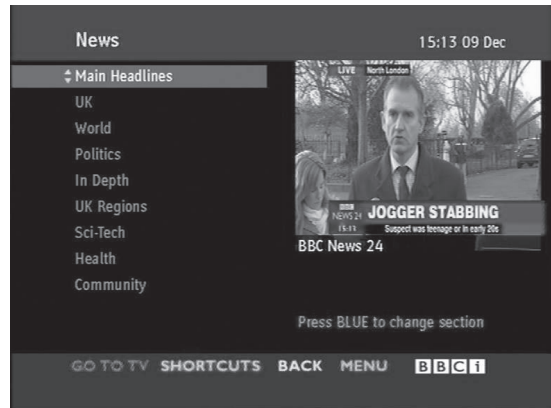 News
15:13 09 Dec
Main Headlines
UK
World
Politics
In Depth
UK Regions
Sci-Tech
Health
Community
LIVE North London
BBC
NEWS 24 JOGGER STABBING
15:13 Suspect was teenage or in early 20s
BBC News 24
Press BLUE to change section
GO TO TV SHORTCUTS BACK MENU BBCi